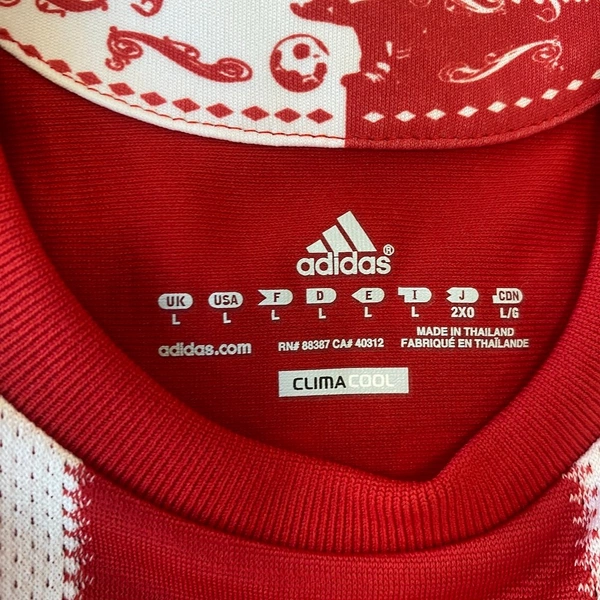 adidas®
UK USA F D E I J CDN
L L L L L L 2XO L/G
adidas.com RN# 88387 CA# 40312 MADE IN THAILAND
FABRIQUÉ EN THAÏLANDE
CLIMACOOL